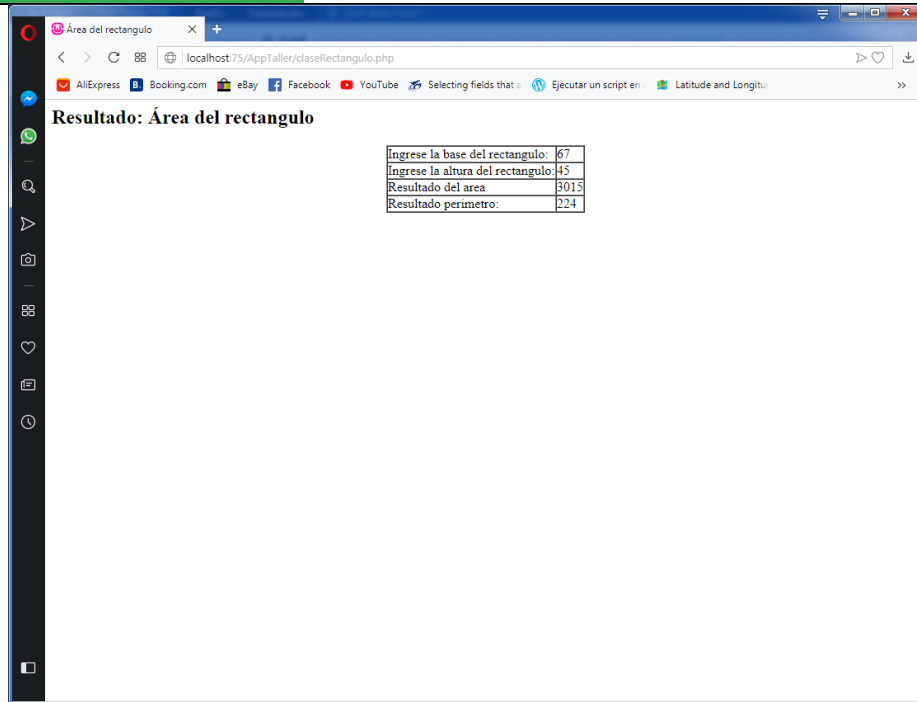 Área del rectangulo
localhost:75/AppTaller/claseRectangulo.php
AliExpress B. Booking.com eBay Facebook YouTube Selecting fields that a Ejecutar un script en Latitude and Longitu
Resultado: Área del rectangulo
Ingrese la base del rectangulo: 67
Ingrese la altura del rectangulo: 45
Resultado del area 3015
Resultado perimetro: 224